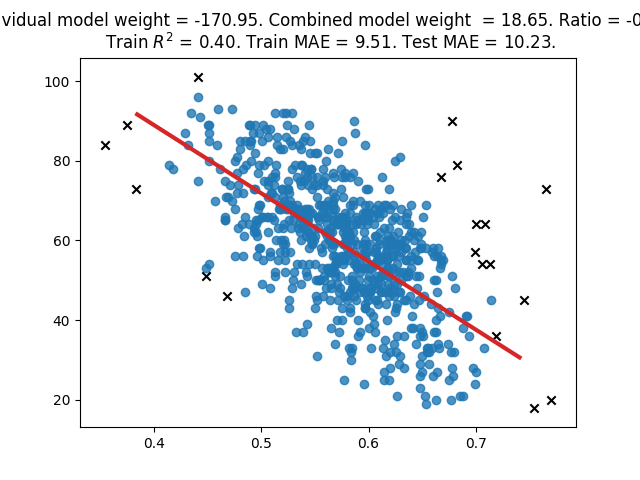 vidual model weight = -170.95. Combined model weight = 18.65. Ratio = -0
Train R² = 0.40. Train MAE = 9.51. Test MAE = 10.23.
100
80
60
40
20
0.4 0.5 0.6 0.7